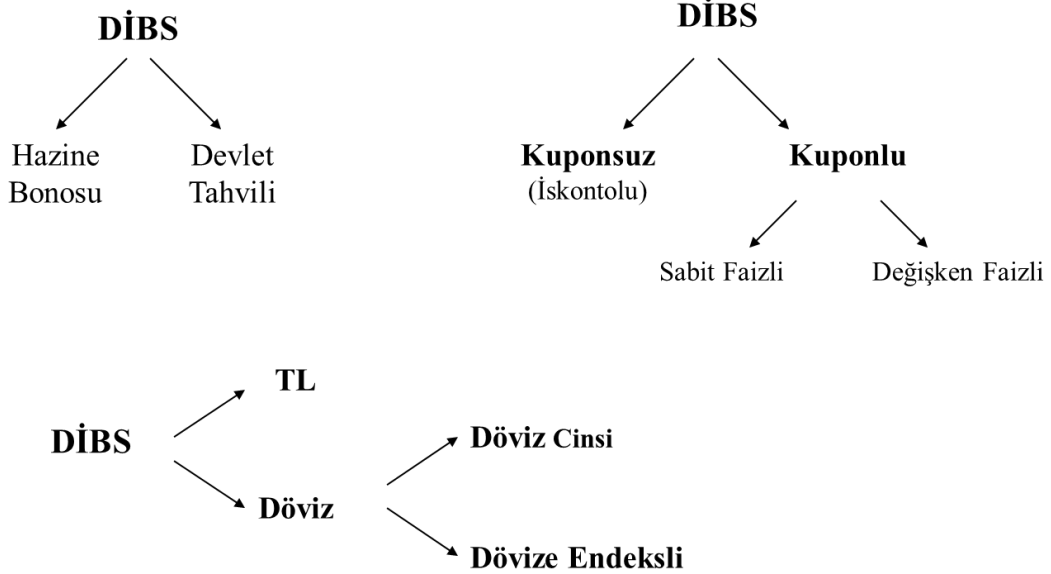 DİBS
Hazine
Bonosu
Devlet
Tahvili
DİBS
Kuponsuz
(İskontolu)
Kuponlu
Sabit Faizli
Değişken Faizli
DİBS
TL
Döviz
Döviz Cinsi
Dövize Endeksli